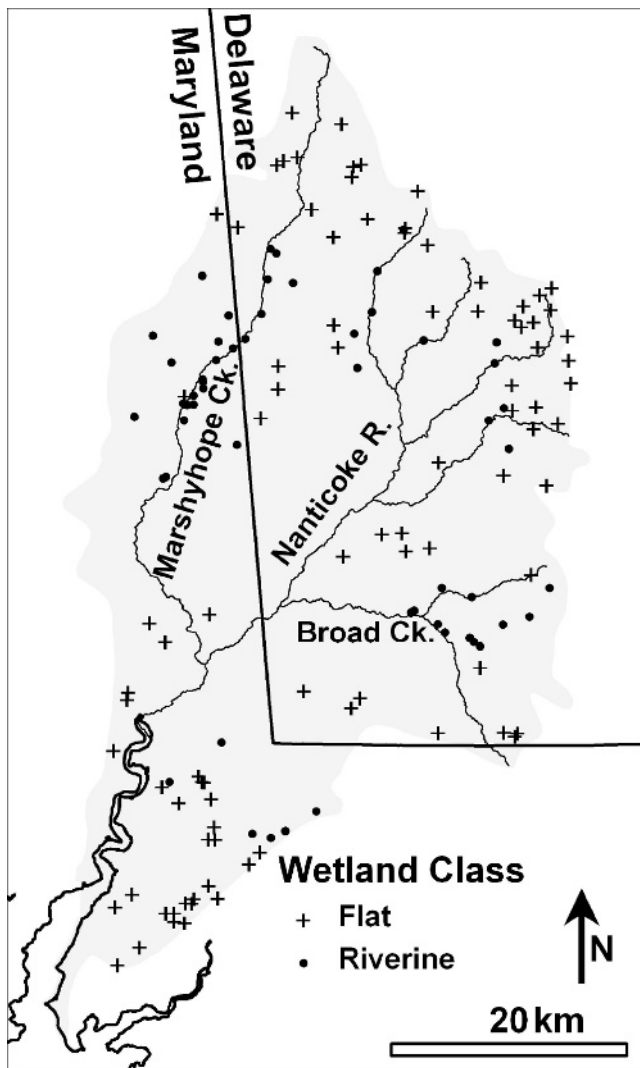 Delaware
Maryland
Marshyhope Ck.
Nanticoke R.
Broad Ck.
Wetland Class
Flat
Riverine
N
20 km